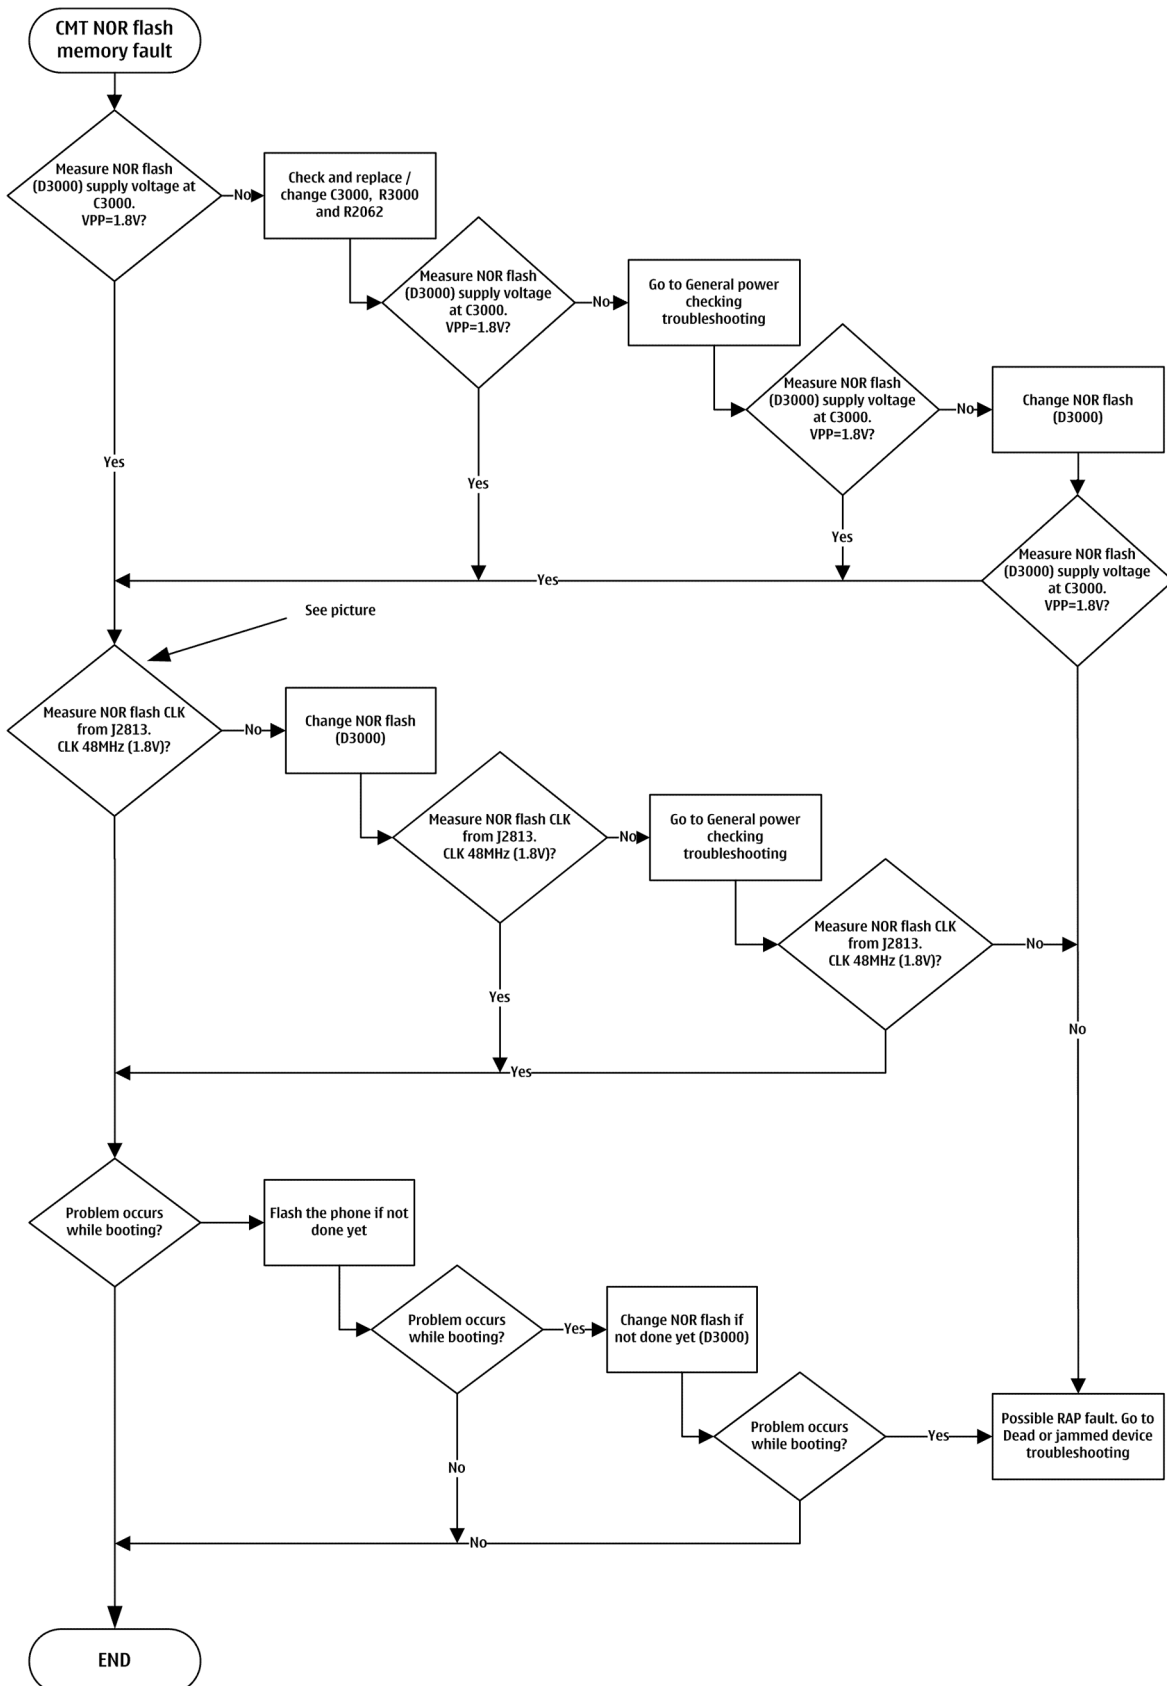 CMT NOR flash
memory fault
Measure NOR flash
(D3000) supply voltage at
C3000.
VPP=1.8V?
No
Check and replace /
change C3000, R3000
and R2062
Measure NOR flash
(D3000) supply voltage
at C3000.
VPP=1.8V?
No
Go to General power
checking
troubleshooting
Measure NOR flash
(D3000) supply voltage
at C3000.
VPP=1.8V?
No
Change NOR flash
(D3000)
Yes
Yes
Yes
Measure NOR flash
(D3000) supply voltage
at C3000.
VPP=1.8V?
Yes
See picture
Measure NOR flash CLK
from J2813.
CLK 48MHz (1.8V)?
No
Change NOR flash
(D3000)
Measure NOR flash CLK
from J2813.
CLK 48MHz (1.8V)?
No
Go to General power
checking
troubleshooting
Measure NOR flash CLK
from J2813.
CLK 48MHz (1.8V)?
No
Yes
No
Yes
Problem occurs
while booting?
Flash the phone if not
done yet
Problem occurs
while booting?
Yes
Change NOR flash if
not done yet (D3000)
Problem occurs
while booting?
Yes
Possible RAP fault. Go to
Dead or jammed device
troubleshooting
No
No
END